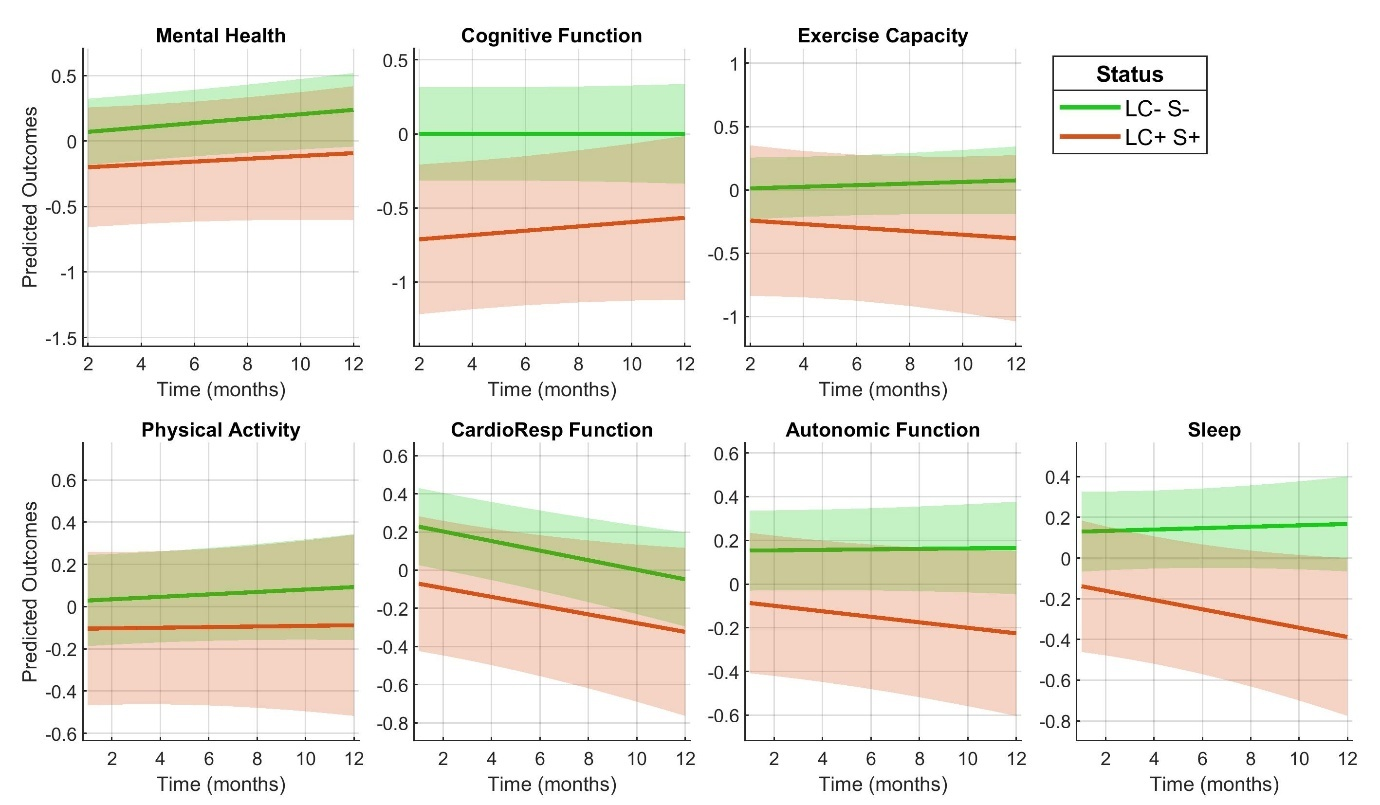 Mental Health
Cognitive Function
Exercise Capacity
Status
LC- S-
LC+ S+
Predicted Outcomes
0.5
0
-0.5
-1
-1.5
2 4 6 8 10 12
Time (months)
0.5
0
-0.5
-1
2 4 6 8 10 12
Time (months)
1
0.5
0
-0.5
-1
2 4 6 8 10 12
Time (months)
Physical Activity
CardioResp Function
Autonomic Function
Sleep
Predicted Outcomes
0.6
0.4
0.2
0
-0.2
-0.4
-0.6
2 4 6 8 10 12
Time (months)
0.6
0.4
0.2
0
-0.2
-0.4
-0.6
-0.8
2 4 6 8 10 12
Time (months)
0.6
0.4
0.2
0
-0.2
-0.4
-0.6
2 4 6 8 10 12
Time (months)
0.4
0.2
0
-0.2
-0.4
-0.6
-0.8
2 4 6 8 10 12
Time (months)